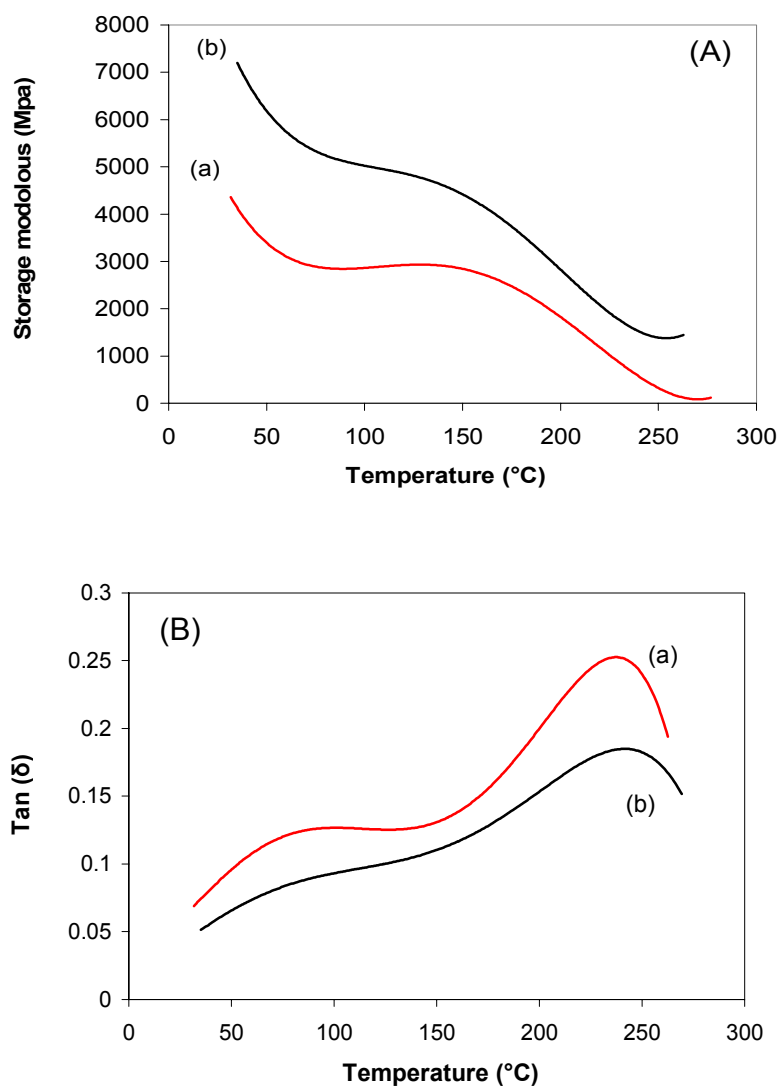 8000
(b)
(A)
7000
6000
5000
(a)
4000
3000
2000
1000
0
Storage modolous (Mpa)
0 50 100 150 200 250 300
Temperature (°C)
0.3
(B)
0.25
(a)
0.2
0.15
(b)
0.1
0.05
0
Tan (δ)
0 50 100 150 200 250 300
Temperature (°C)